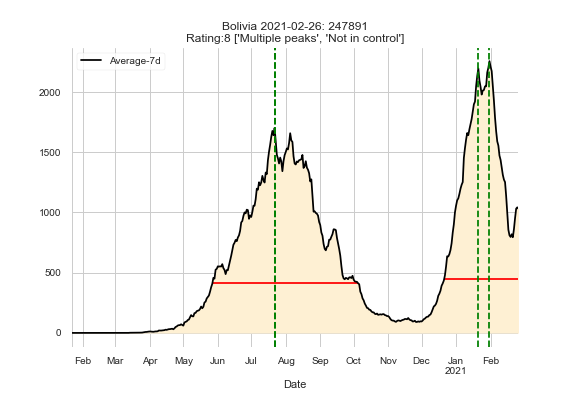 Bolivia 2021-02-26: 247891
Rating:8 ['Multiple peaks', 'Not in control']
Average-7d
2000
1500
1000
500
0
Feb Mar Apr May Jun Jul Aug Sep Oct Nov Dec Jan Feb
2021
Date